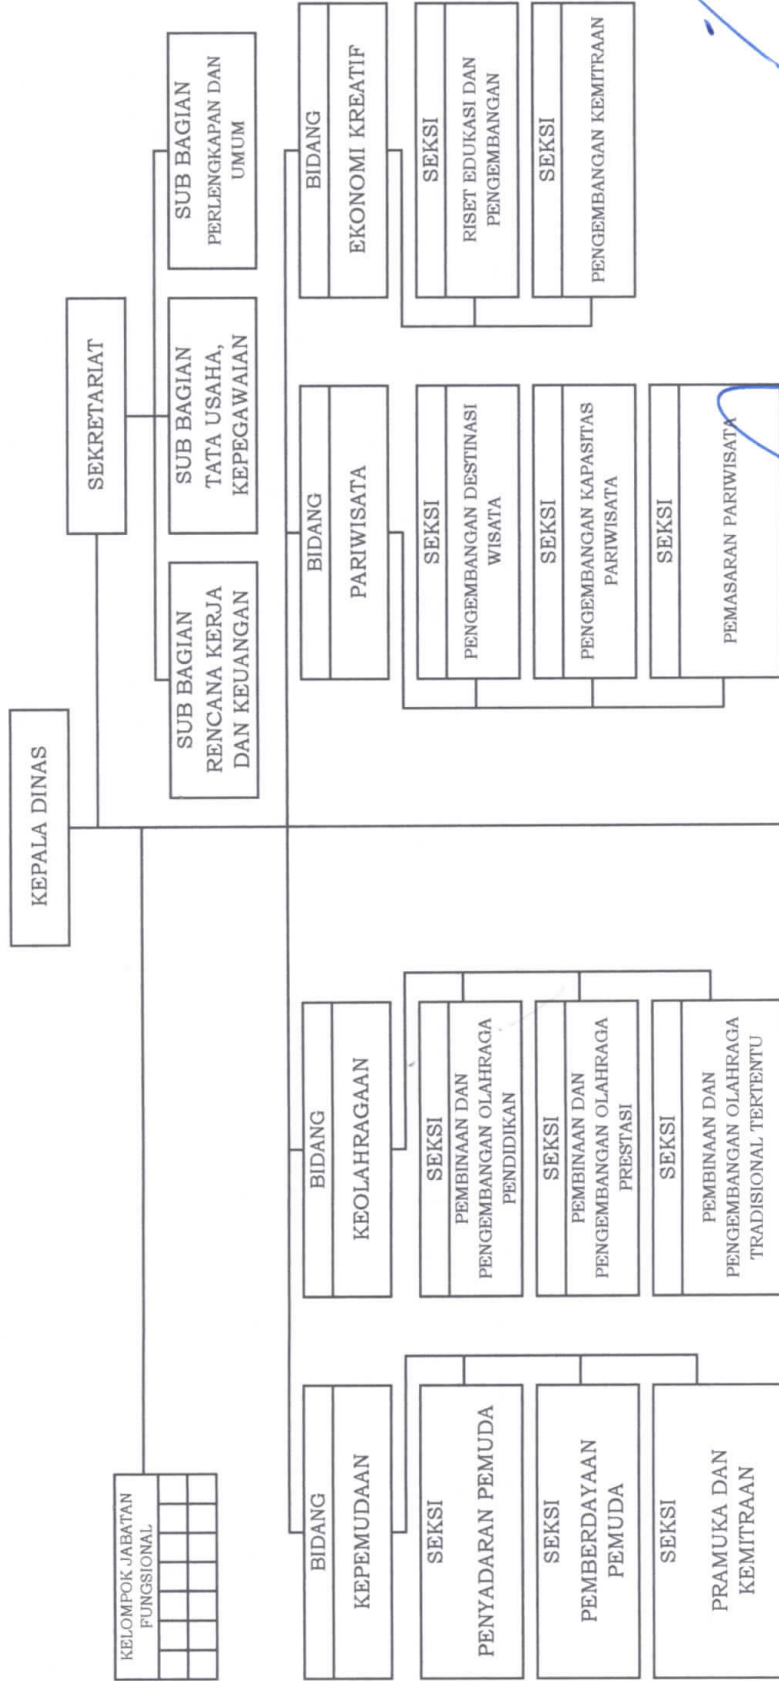 KEPALA DINAS
KELOMPOK JABATAN
FUNGSIONAL
SEKRETARIAT
SUB BAGIAN
RENCANA KERJA
DAN KEUANGAN
SUB BAGIAN
TATA USAHA,
KEPEGAWAIAN
SUB BAGIAN
PERLENGKAPAN DAN
UMUM
BIDANG
KEPEMUDAAN
SEKSI
PENYADARAN PEMUDA
SEKSI
PEMBERDAYAAN
PEMUDA
SEKSI
PRAMUKA DAN
KEMITRAAN
BIDANG
KEOLAHRAGAAN
SEKSI
PEMBINAAN DAN
PENGEMBANGAN OLAHRAGA
PENDIDIKAN
SEKSI
PEMBINAAN DAN
PENGEMBANGAN OLAHRAGA
PRESTASI
SEKSI
PEMBINAAN DAN
PENGEMBANGAN OLAHRAGA
TRADISIONAL TERTENTU
BIDANG
PARIWISATA
SEKSI
PENGEMBANGAN DESTINASI
WISATA
SEKSI
PENGEMBANGAN KAPASITAS
PARIWISATA
SEKSI
PEMASARAN PARIWISATA
BIDANG
EKONOMI KREATIF
SEKSI
RISET EDUKASI DAN
PENGEMBANGAN
SEKSI
PENGEMBANGAN KEMITRAAN